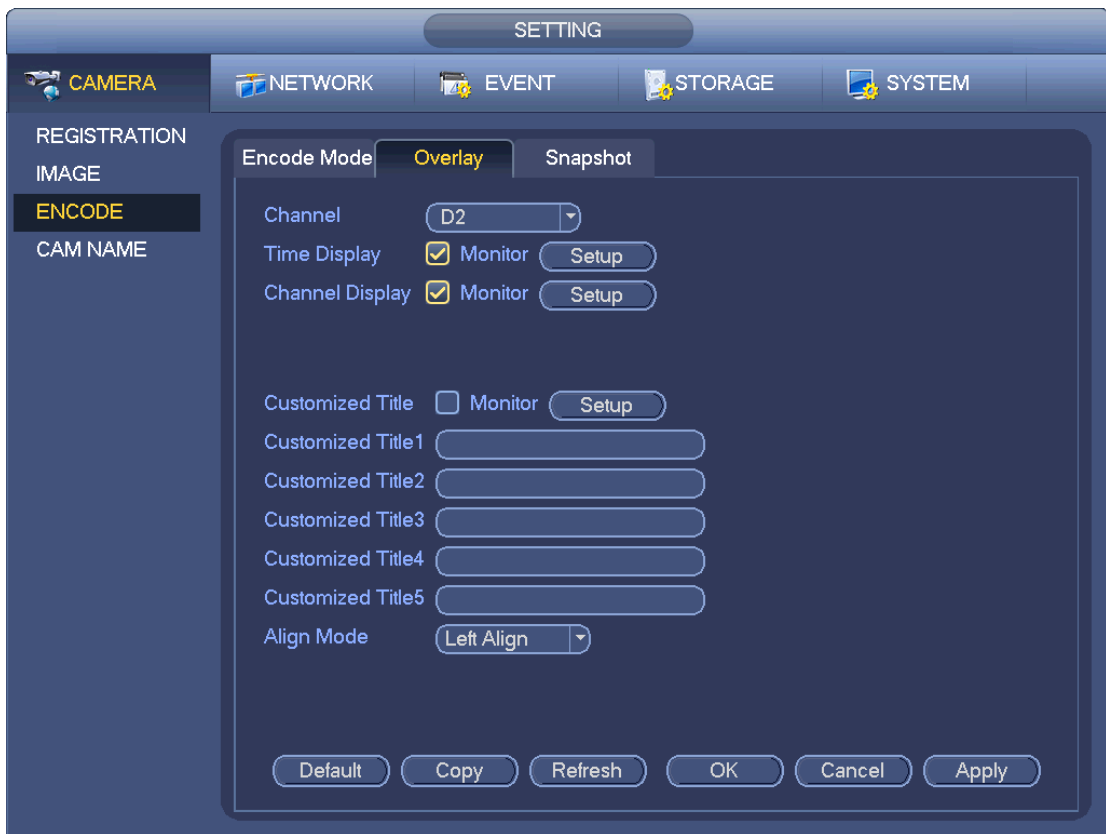 SETTING
CAMERA NETWORK EVENT STORAGE SYSTEM
REGISTRATION
IMAGE
ENCODE
CAM NAME
Encode Mode Overlay Snapshot
Channel D2
Time Display Monitor Setup
Channel Display Monitor Setup
Customized Title Monitor Setup
Customized Title1
Customized Title2
Customized Title3
Customized Title4
Customized Title5
Align Mode Left Align
Default Copy Refresh OK Cancel Apply